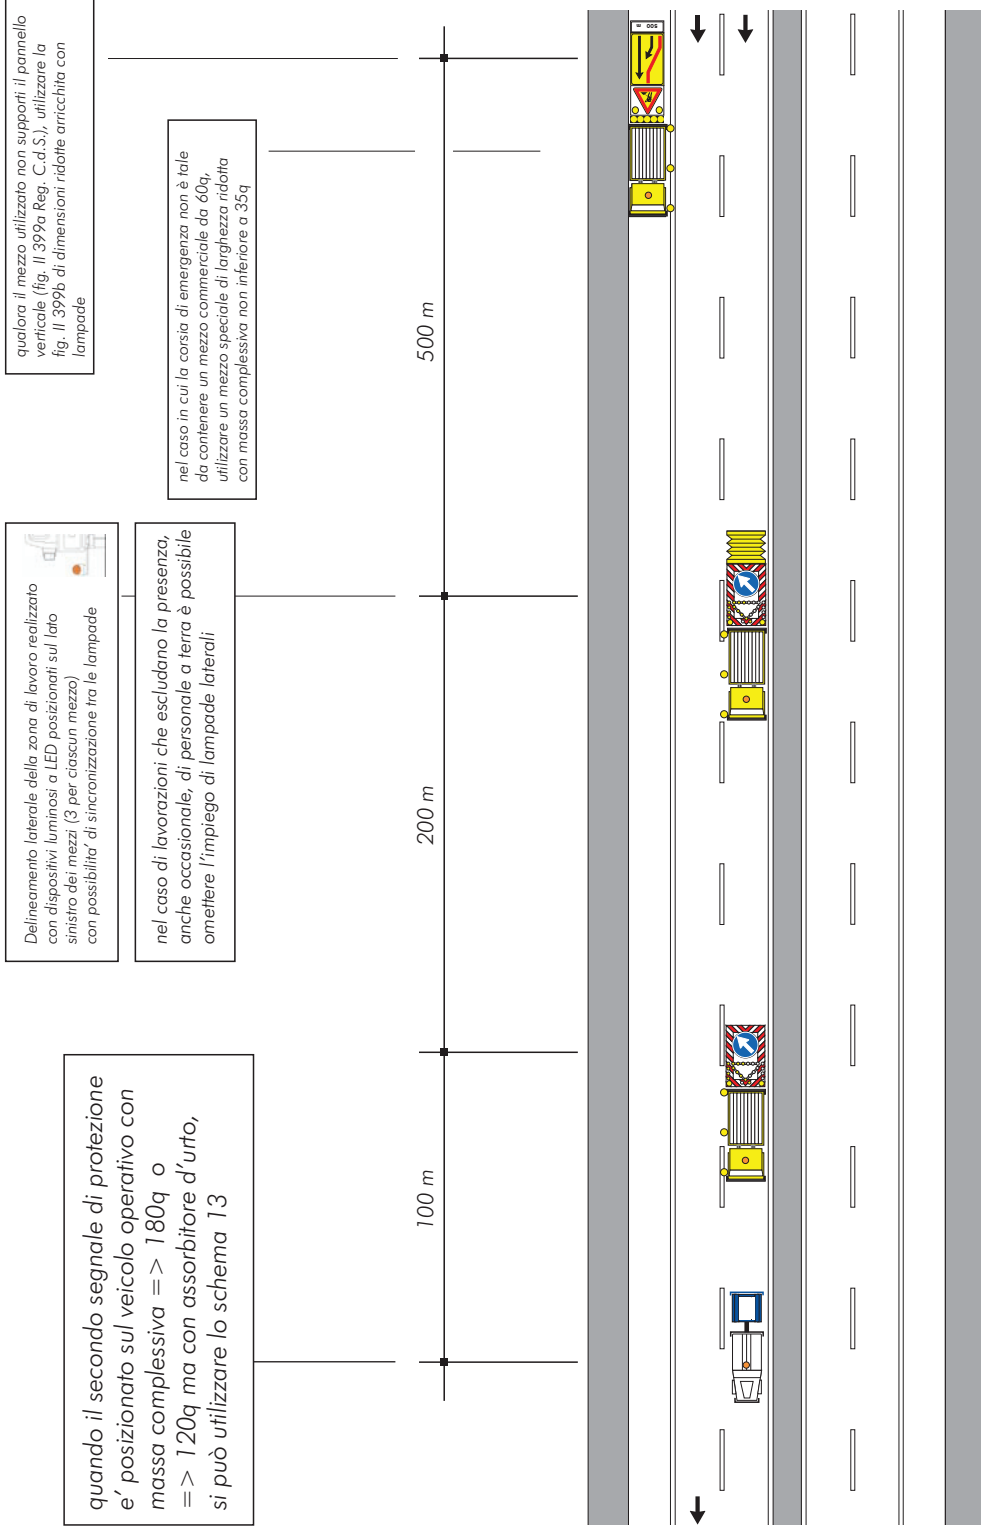 qualora il mezzo utilizzato non supporti il pannello
verticale (fig. II 399a Reg. C.d.S.), utilizzare la
fig. II 399b di dimensioni ridotte arricchita con
lampade
nel caso in cui la corsia di emergenza non è tale
da contenere un mezzo commerciale da 60q,
utilizzare un mezzo speciale di larghezza ridotta
con massa complessiva non inferiore a 35q
Delineamento laterale della zona di lavoro realizzato
con dispositivi luminosi a LED posizionati sul lato
sinistro dei mezzi (3 per ciascun mezzo)
con possibilita' di sincronizzazione tra le lampade
nel caso di lavorazioni che escludano la presenza,
anche occasionale, di personale a terra è possibile
omettere l'impiego di lampade laterali
quando il secondo segnale di protezione
e' posizionato sul veicolo operativo con
massa complessiva => 180q o
=> 120q ma con assorbitore d'urto,
si può utilizzare lo schema 13
500 m
200 m
100 m
500 m